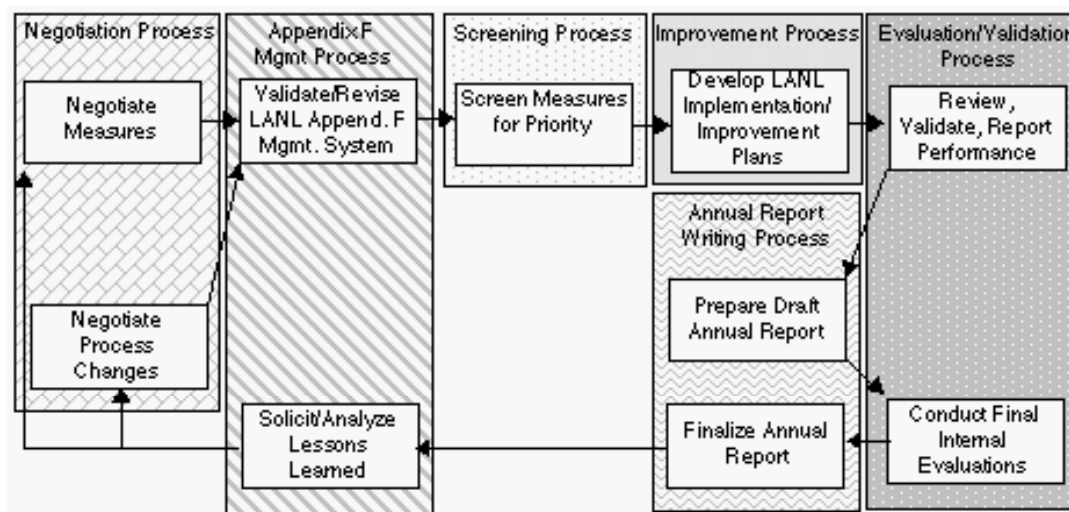 Negotiation Process
Negotiate
Measures
Negotiate
Process
Changes
Appendix F
Mgmt Process
Validate/Revise
LANL Append. F
Mgmt. System
Solicit/Analyze
Lessons
Learned
Screening Process
Screen Measures
for Priority
Improvement Process
Develop LANL
Implementation/
Improvement
Plans
Annual Report
Writing Process
Prepare Draft
Annual Report
Finalize Annual
Report
Evaluation/Validation
Process
Review,
Validate, Report
Performance
Conduct Final
Internal
Evaluations